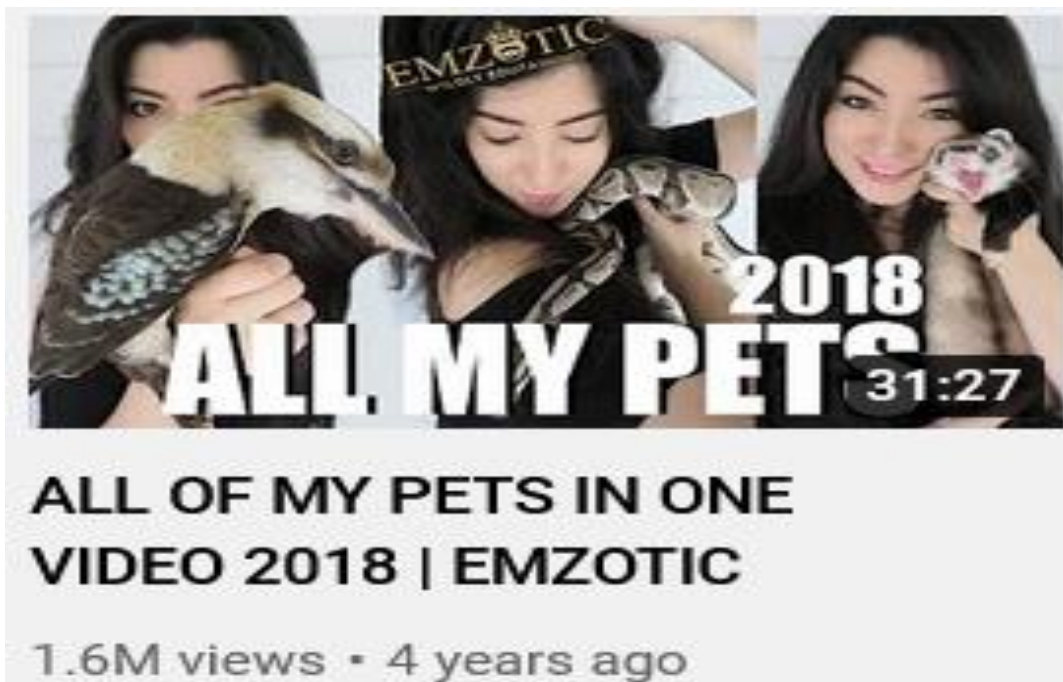 EMZOTIC
2018
ALL MY PETS
31:27
ALL OF MY PETS IN ONE
VIDEO 2018 | EMZOTIC
1.6M views • 4 years ago